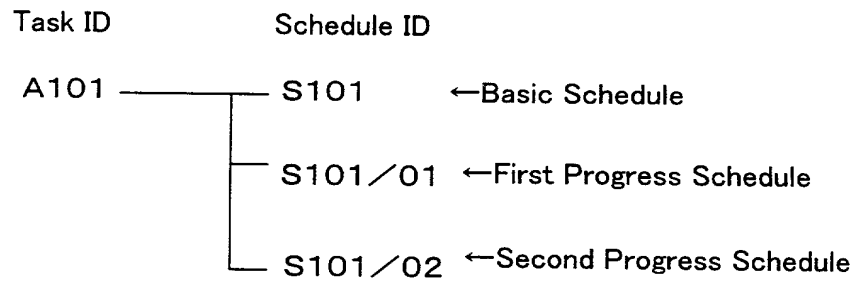 Task ID Schedule ID
A101 S101 ←Basic Schedule
S101／01 ←First Progress Schedule
S101／02 ←Second Progress Schedule